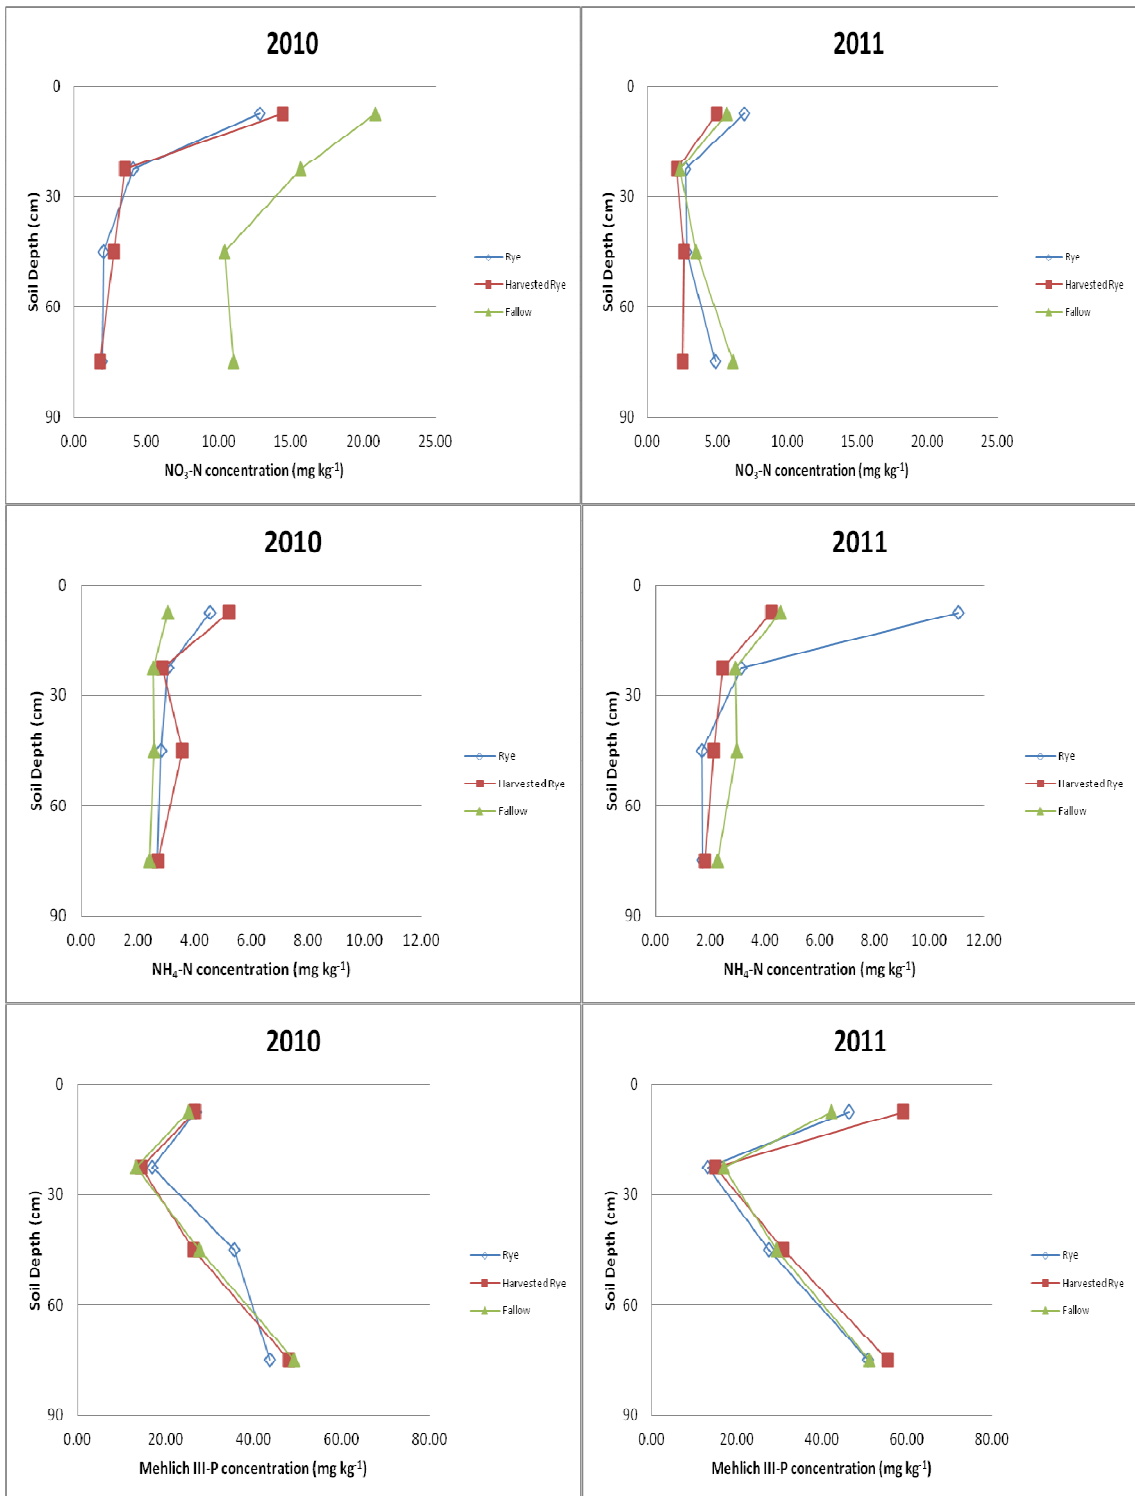 2010
0
30
60
90
Soil Depth (cm)
0.00 5.00 10.00 15.00 20.00 25.00
NO₃-N concentration (mg kg⁻¹)
Rye
Harvested Rye
Fallow
2011
0
30
60
90
Soil Depth (cm)
0.00 5.00 10.00 15.00 20.00 25.00
NO₃-N concentration (mg kg⁻¹)
Rye
Harvested Rye
Fallow
2010
0
30
60
90
Soil Depth (cm)
0.00 2.00 4.00 6.00 8.00 10.00 12.00
NH₄-N concentration (mg kg⁻¹)
Rye
Harvested Rye
Fallow
2011
0
30
60
90
Soil Depth (cm)
0.00 2.00 4.00 6.00 8.00 10.00 12.00
NH₄-N concentration (mg kg⁻¹)
Rye
Harvested Rye
Fallow
2010
0
30
60
90
Soil Depth (cm)
0.00 20.00 40.00 60.00 80.00
Mehlich III-P concentration (mg kg⁻¹)
Rye
Harvested Rye
Fallow
2011
0
30
60
90
Soil Depth (cm)
0.00 20.00 40.00 60.00 80.00
Mehlich III-P concentration (mg kg⁻¹)
Rye
Harvested Rye
Fallow